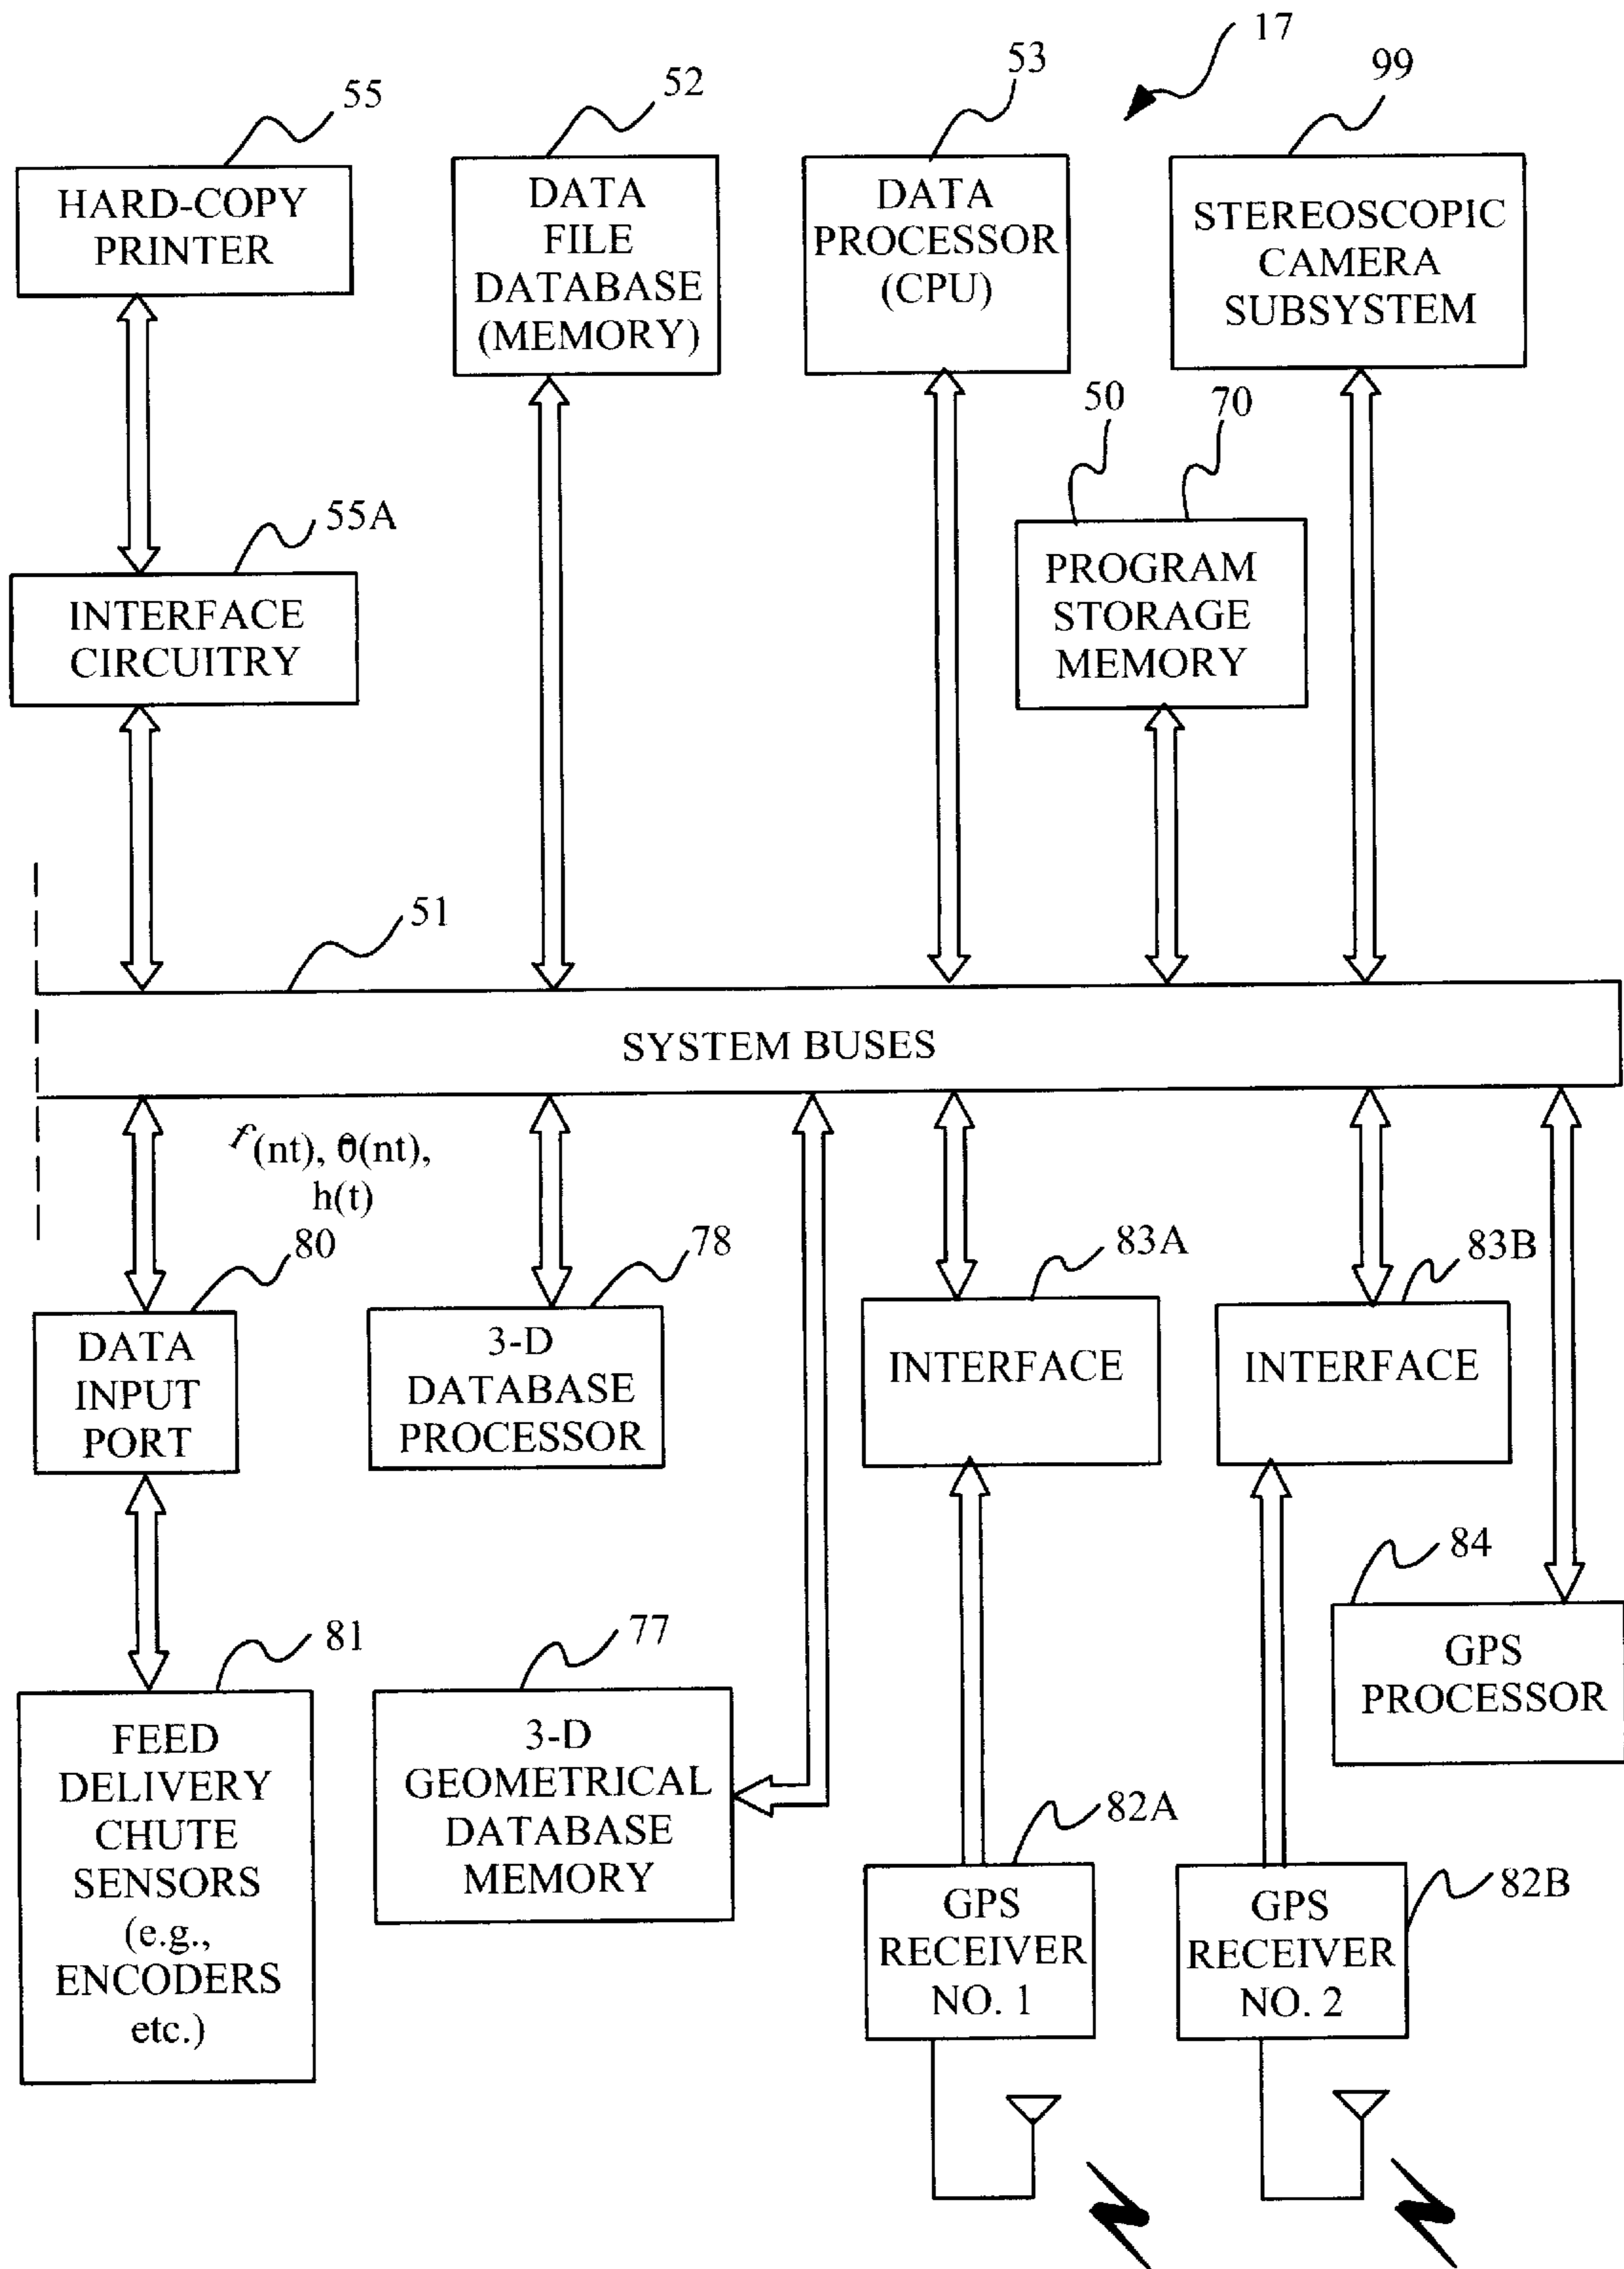 17
55
52
53
99
HARD-COPY
PRINTER
DATA
FILE
DATABASE
(MEMORY)
DATA
PROCESSOR
(CPU)
STEREOSCOPIC
CAMERA
SUBSYSTEM
50
70
55A
INTERFACE
CIRCUITRY
PROGRAM
STORAGE
MEMORY
51
SYSTEM BUSES
f(nt), θ(nt),
h(t)
80
78
83A
83B
DATA
INPUT
PORT
3-D
DATABASE
PROCESSOR
INTERFACE
INTERFACE
84
GPS
PROCESSOR
81
77
FEED
DELIVERY
CHUTE
SENSORS
(e.g.,
ENCODERS
etc.)
3-D
GEOMETRICAL
DATABASE
MEMORY
82A
82B
GPS
RECEIVER
NO. 1
GPS
RECEIVER
NO. 2